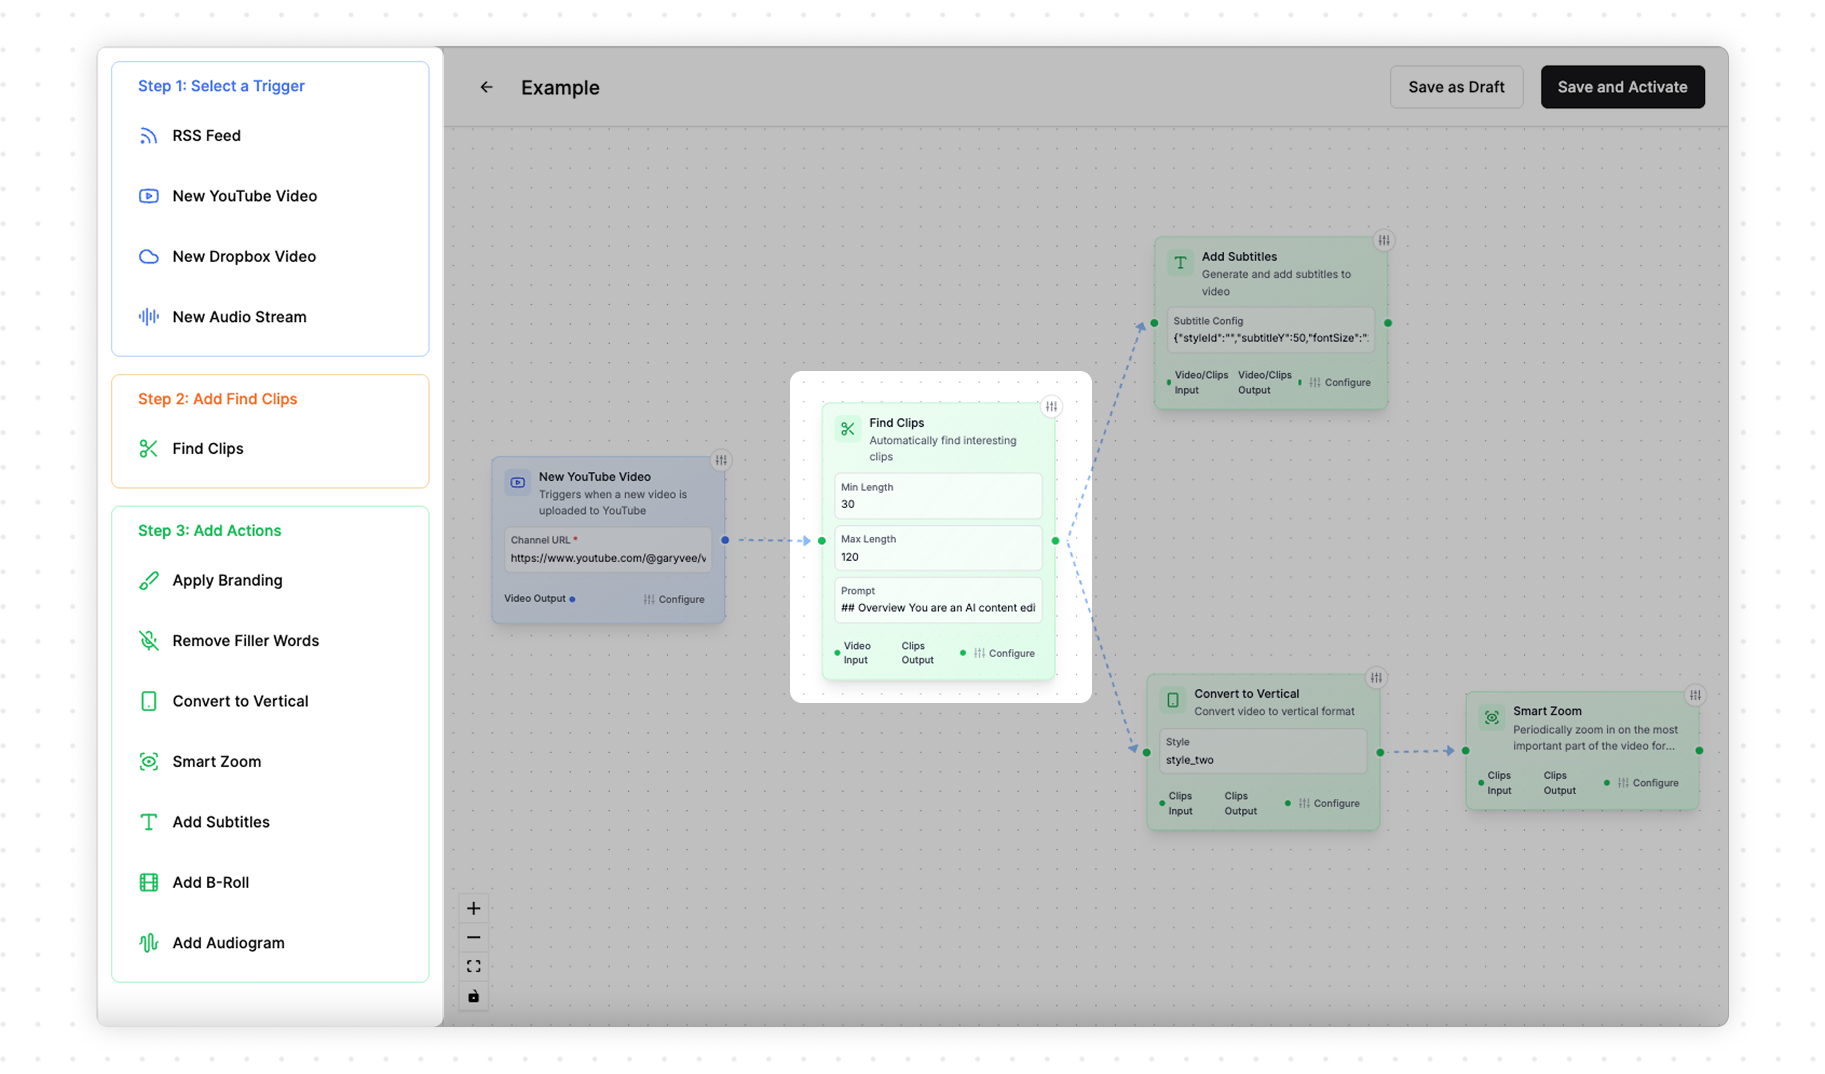 Step 1: Select a Trigger
RSS Feed
New YouTube Video
New Dropbox Video
New Audio Stream
Step 2: Add Find Clips
Find Clips
Step 3: Add Actions
Apply Branding
Remove Filler Words
Convert to Vertical
Smart Zoom
Add Subtitles
Add B-Roll
Add Audiogram
Example
Save as Draft
Save and Activate
New YouTube Video
Triggers when a new video is
uploaded to YouTube
Channel URL *
https://www.youtube.com/@garyvee/v
Video Output
Configure
Find Clips
Automatically find interesting
clips
Min Length
30
Max Length
120
Prompt
## Overview You are an AI content edi
Video
Input
Clips
Output
Configure
Add Subtitles
Generate and add subtitles to
video
Subtitle Config
{"styleId":"","subtitleY":50,"fontSize":"
Video/Clips
Input
Video/Clips
Output
Configure
Convert to Vertical
Convert video to vertical format
Style
style_two
Clips
Input
Clips
Output
Configure
Smart Zoom
Periodically zoom in on the most
important part of the video for...
Clips
Input
Clips
Output
Configure